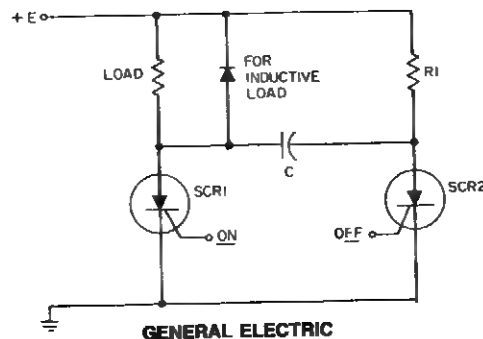 +E
LOAD
FOR
INDUCTIVE
LOAD
R1
C
SCR1
SCR2
ON
OFF
GENERAL ELECTRIC